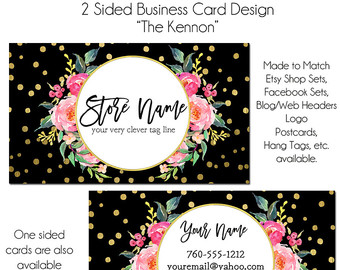 2 Sided Business Card Design
"The Kennon"
Made to Match
Etsy Shop Sets,
Facebook Sets,
Blog/Web Headers
Logo
Postcards,
Hang Tags, etc.
available.
Store Name
your very clever tag line
One sided
cards are also
available
Your Name
760-555-1212
youremail@yahoo.com